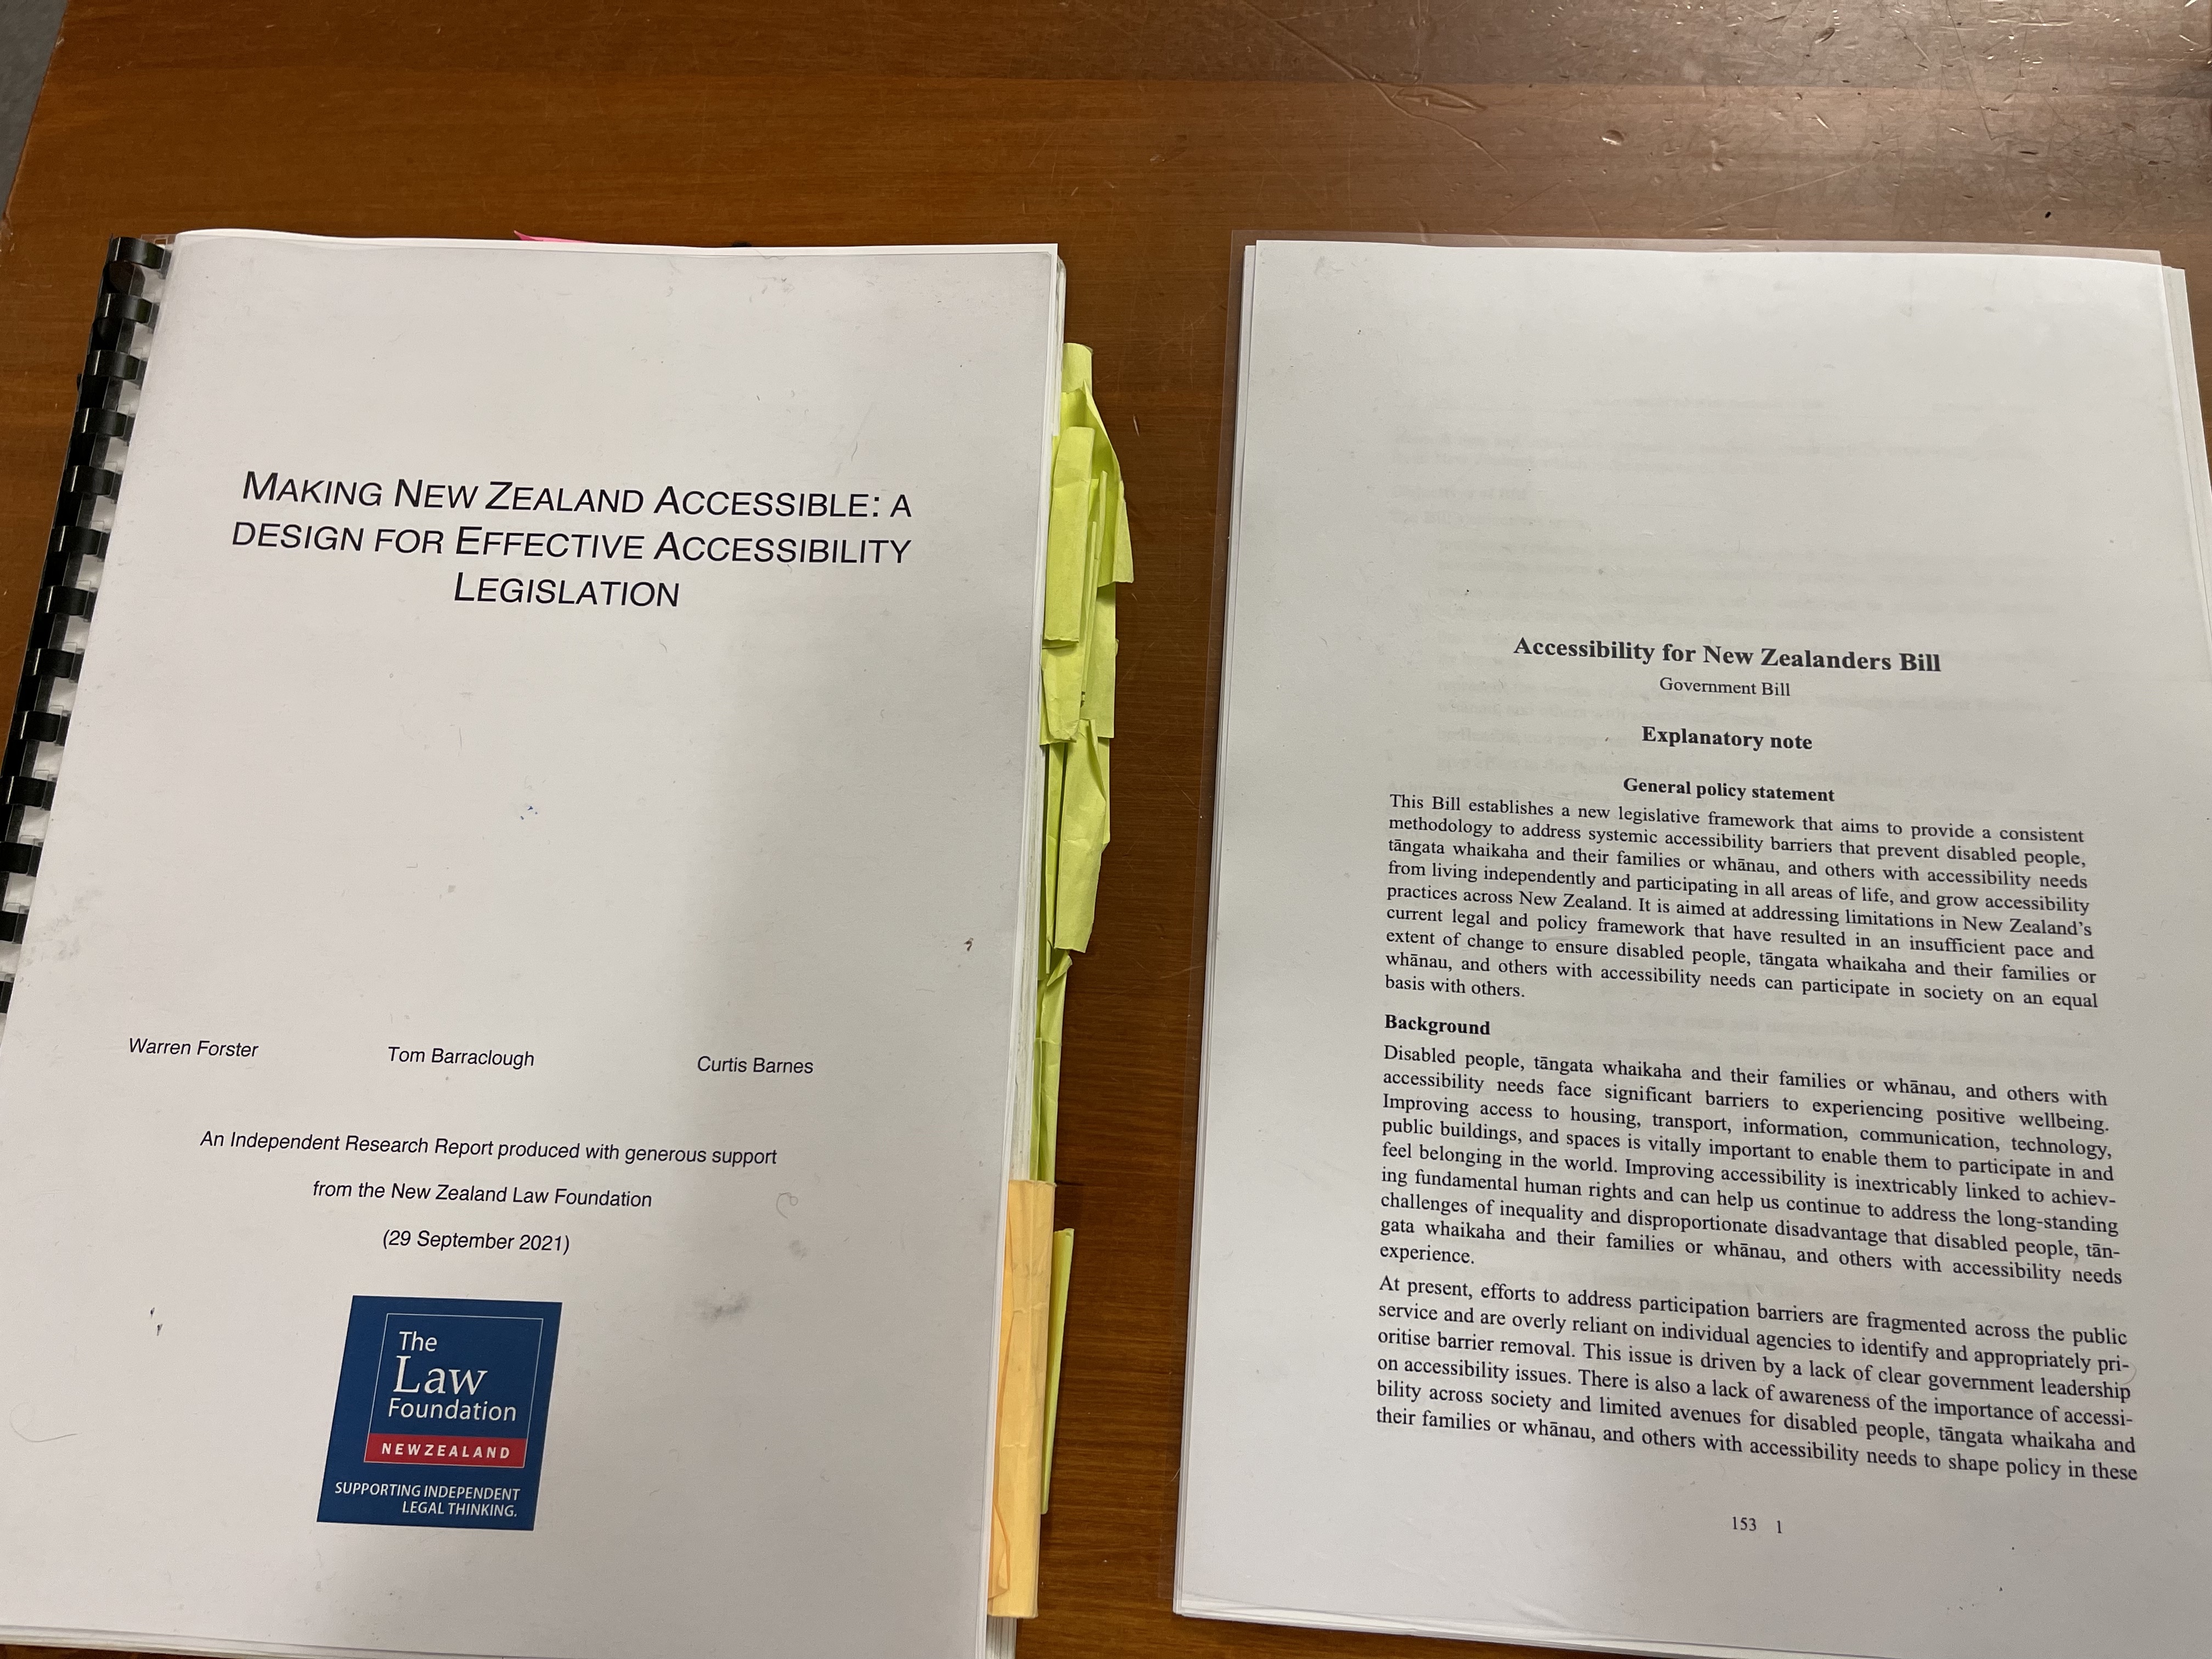 MAKING NEW ZEALAND ACCESSIBLE: A
DESIGN FOR EFFECTIVE ACCESSIBILITY
LEGISLATION
Warren Forster
Tom Barraclough
Curtis Barnes
An Independent Research Report produced with generous support
from the New Zealand Law Foundation
(29 September 2021)
The
Law
Foundation
NEWZEALAND
SUPPORTING INDEPENDENT
LEGAL THINKING.
Accessibility for New Zealanders Bill
Government Bill
Explanatory note
General policy statement
This Bill establishes a new legislative framework that aims to provide a consistent
methodology to address systemic accessibility barriers that prevent disabled people,
tāngata whaikaha and their families or whānau, and others with accessibility needs
from living independently and participating in all areas of life, and grow accessibility
practices across New Zealand. It is aimed at addressing limitations in New Zealand's
current legal and policy framework that have resulted in an insufficient pace and
extent of change to ensure disabled people, tāngata whaikaha and their families or
whānau, and others with accessibility needs can participate in society on an equal
basis with others.
Background
Disabled people, tāngata whaikaha and their families or whānau, and others with
accessibility needs face significant barriers to experiencing positive wellbeing.
Improving access to housing, transport, information, communication, technology,
public buildings, and spaces is vitally important to enable them to participate in and
feel belonging in the world. Improving accessibility is inextricably linked to achiev-
ing fundamental human rights and can help us continue to address the long-standing
challenges of inequality and disproportionate disadvantage that disabled people, tān-
gata whaikaha and their families or whānau, and others with accessibility needs
experience.
At present, efforts to address participation barriers are fragmented across the public
service and are overly reliant on individual agencies to identify and appropriately pri-
oritise barrier removal. This issue is driven by a lack of clear government leadership
on accessibility issues. There is also a lack of awareness of the importance of accessi-
bility across society and limited avenues for disabled people, tāngata whaikaha and
their families or whānau, and others with accessibility needs to shape policy in these
153 1